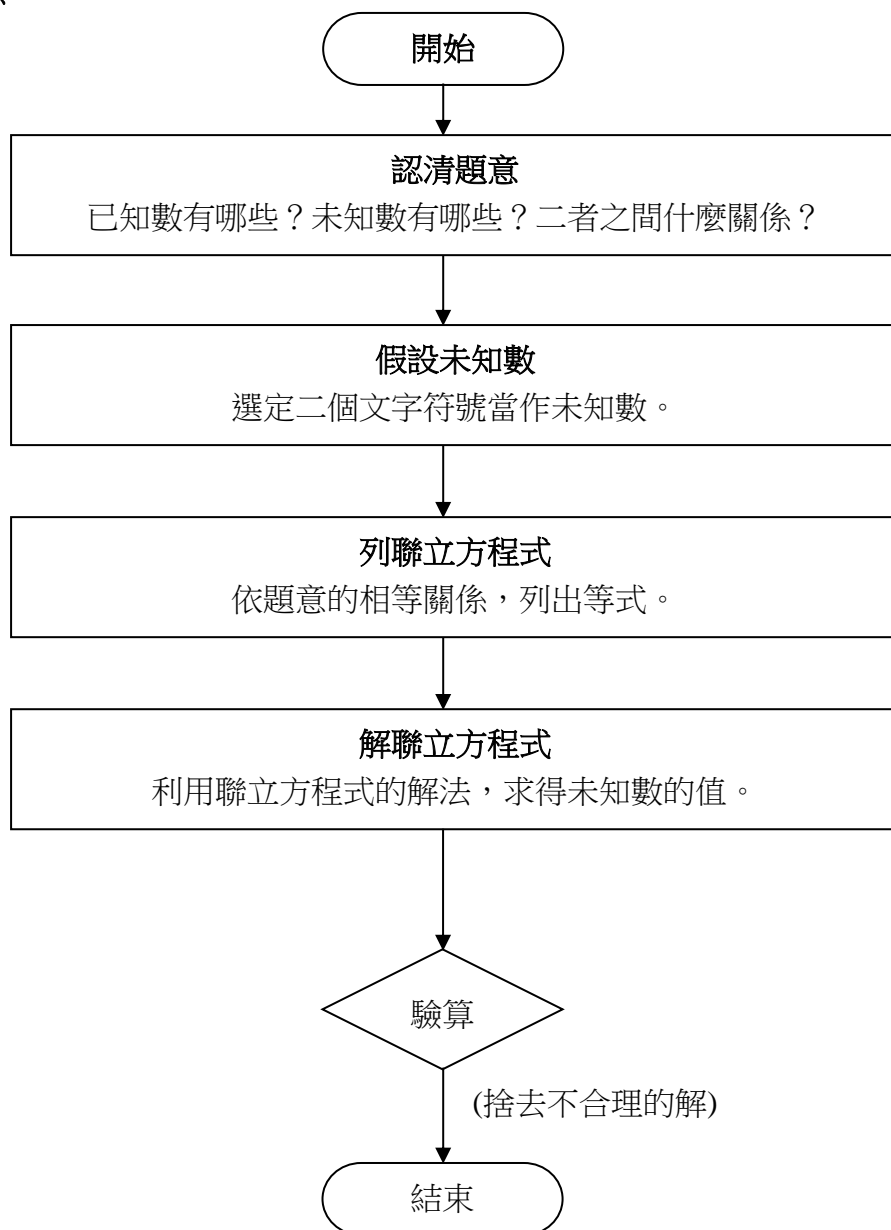 、
開始
認清題意
已知數有哪些？未知數有哪些？二者之間什麼關係？
假設未知數
選定二個文字符號當作未知數。
列聯立方程式
依題意的相等關係，列出等式。
解聯立方程式
利用聯立方程式的解法，求得未知數的值。
驗算
(捨去不合理的解)
結束